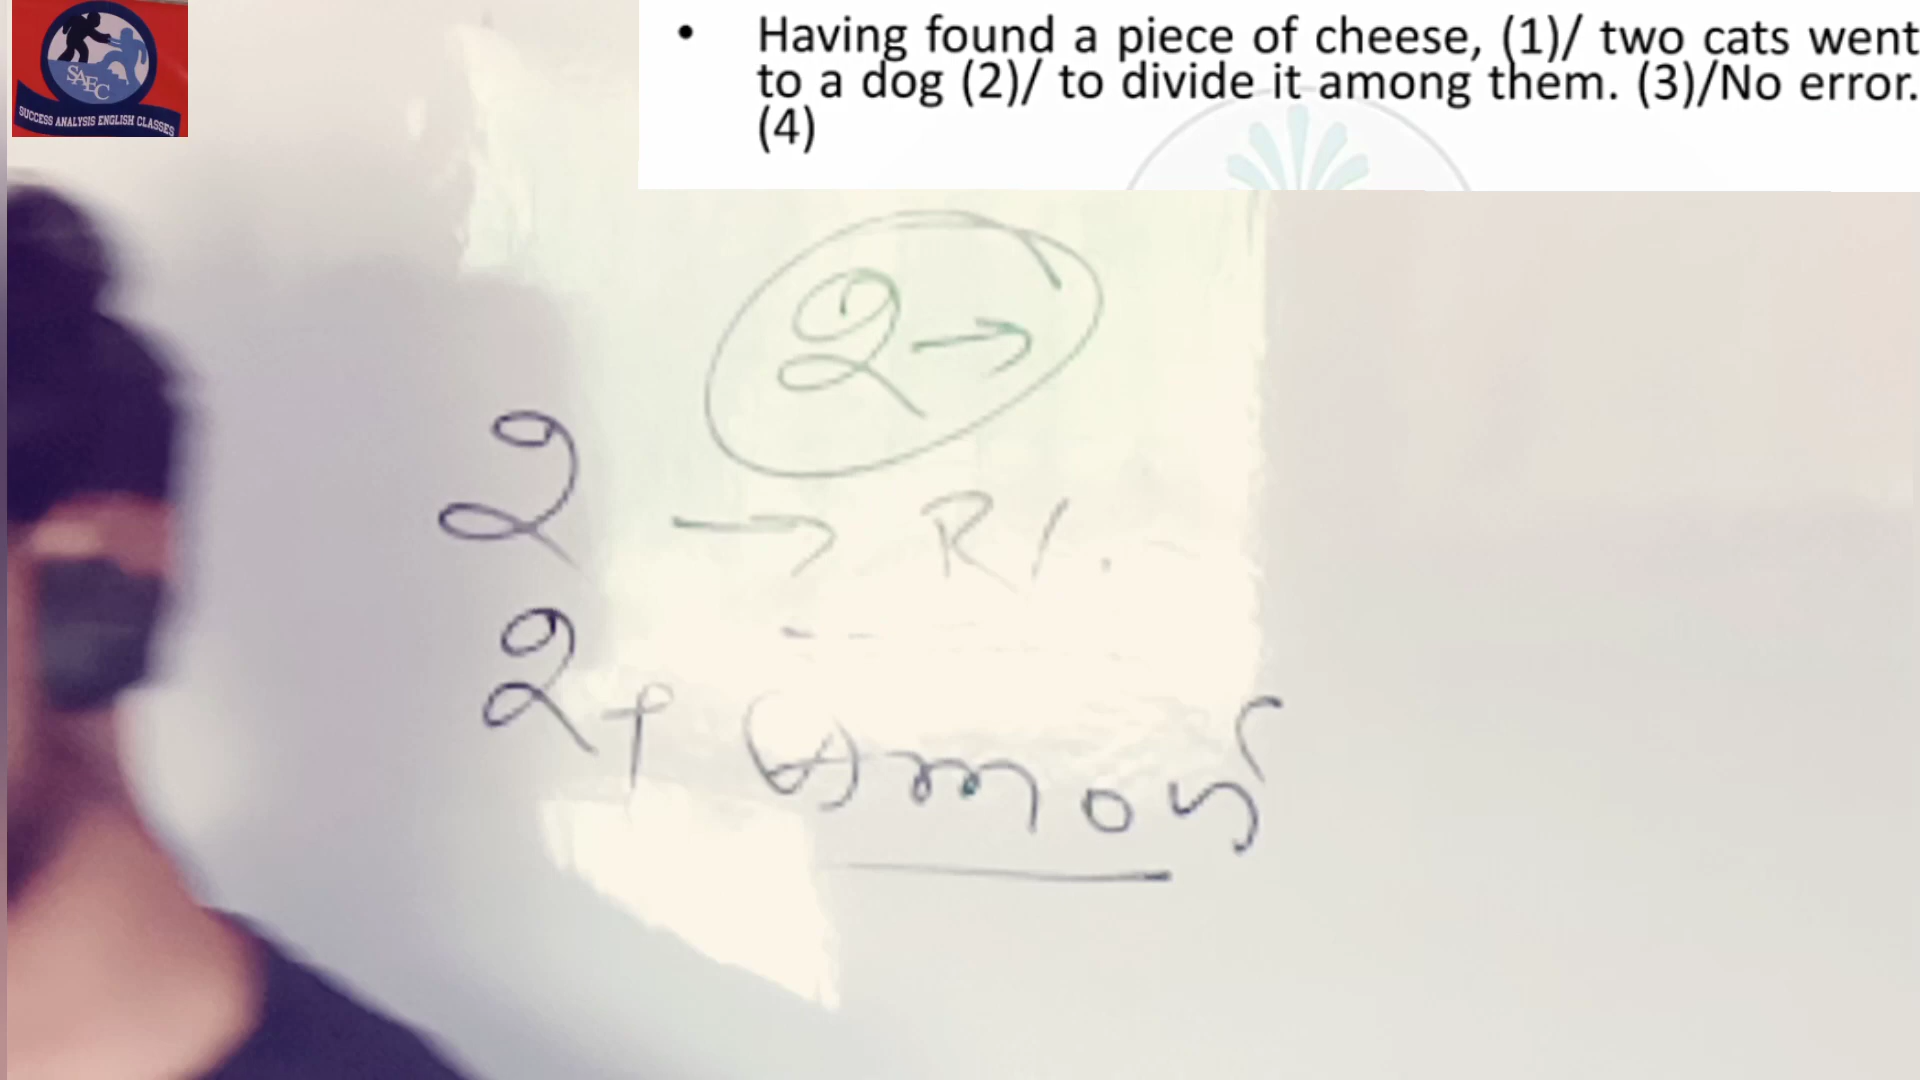 SAEC
SUCCESS ANALYSIS ENGLISH CLASSES
• Having found a piece of cheese, (1)/ two cats went
to a dog (2)/ to divide it among them. (3)/No error.
(4)
2 →
2 → R/.
2+ among